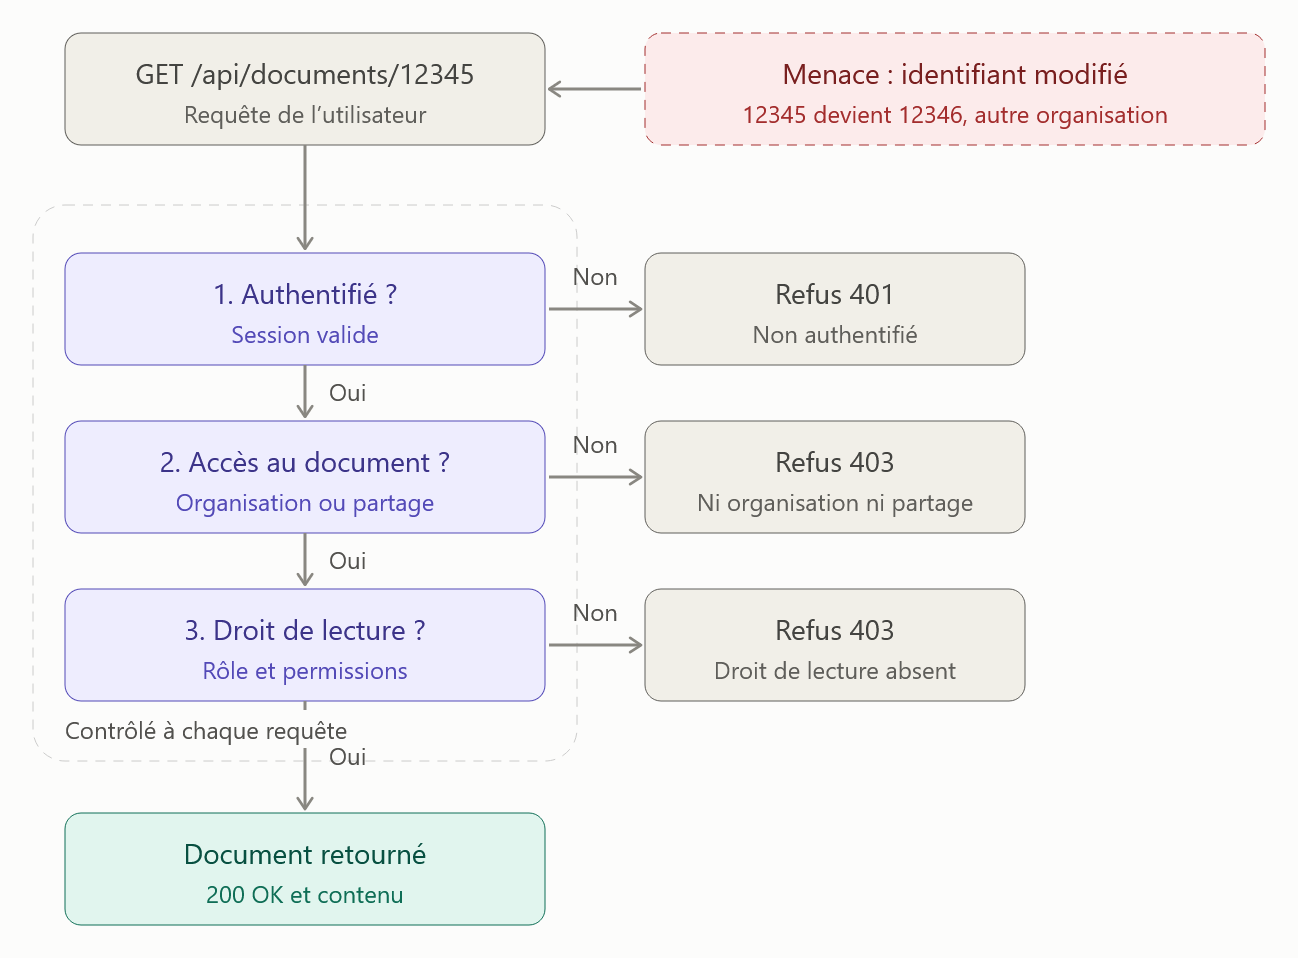 GET /api/documents/12345
Requête de l’utilisateur
Menace : identifiant modifié
12345 devient 12346, autre organisation
1. Authentifié ?
Session valide
Non
Refus 401
Non authentifié
Oui
2. Accès au document ?
Organisation ou partage
Non
Refus 403
Ni organisation ni partage
Oui
3. Droit de lecture ?
Rôle et permissions
Non
Refus 403
Droit de lecture absent
Contrôlé à chaque requête
Oui
Document retourné
200 OK et contenu